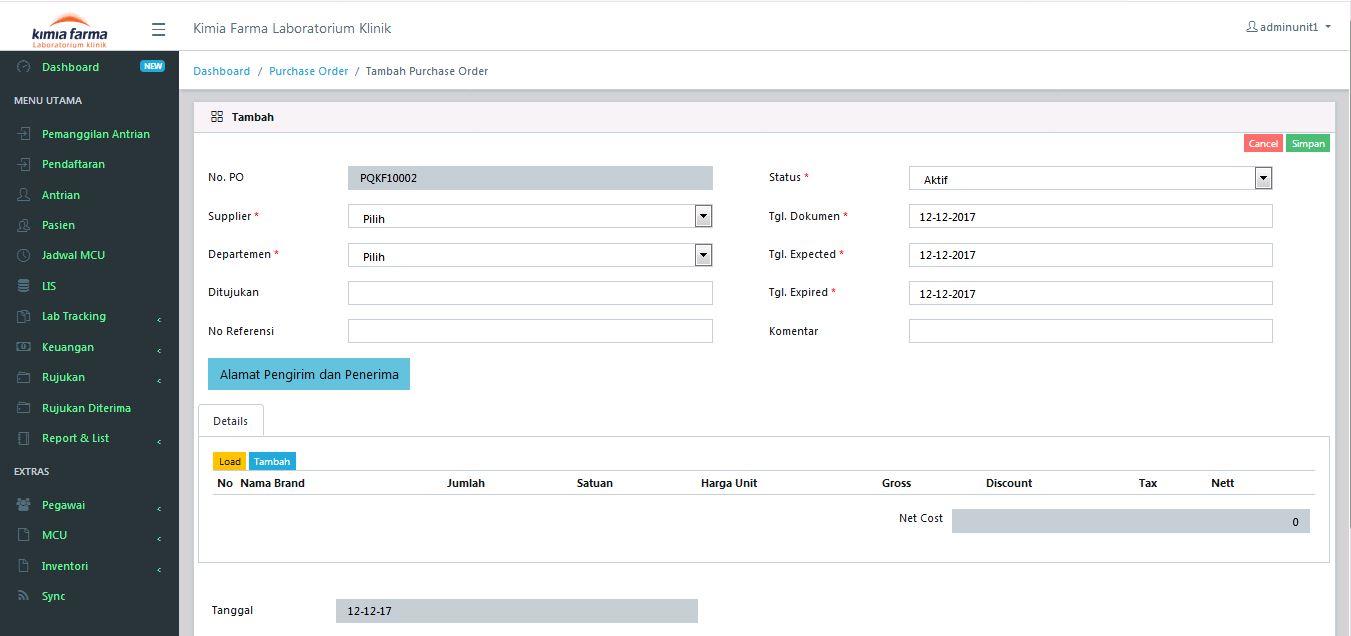 kimia farma
Laboratorium klinik
Kimia Farma Laboratorium Klinik
adminunit1
Dashboard NEW
MENU UTAMA
Pemanggilan Antrian
Pendaftaran
Antrian
Pasien
Jadwal MCU
LIS
Lab Tracking
Keuangan
Rujukan
Rujukan Diterima
Report & List
EXTRAS
Pegawai
MCU
Inventori
Sync
Dashboard / Purchase Order / Tambah Purchase Order
Tambah
Cancel Simpan
No. PO PQKF10002 Status * Aktif
Supplier * Pilih Tgl. Dokumen * 12-12-2017
Departemen * Pilih Tgl. Expected * 12-12-2017
Ditujukan Tgl. Expired * 12-12-2017
No Referensi Komentar
Alamat Pengirim dan Penerima
Details
Load Tambah
No Nama Brand Jumlah Satuan Harga Unit Gross Discount Tax Nett
Net Cost 0
Tanggal 12-12-17